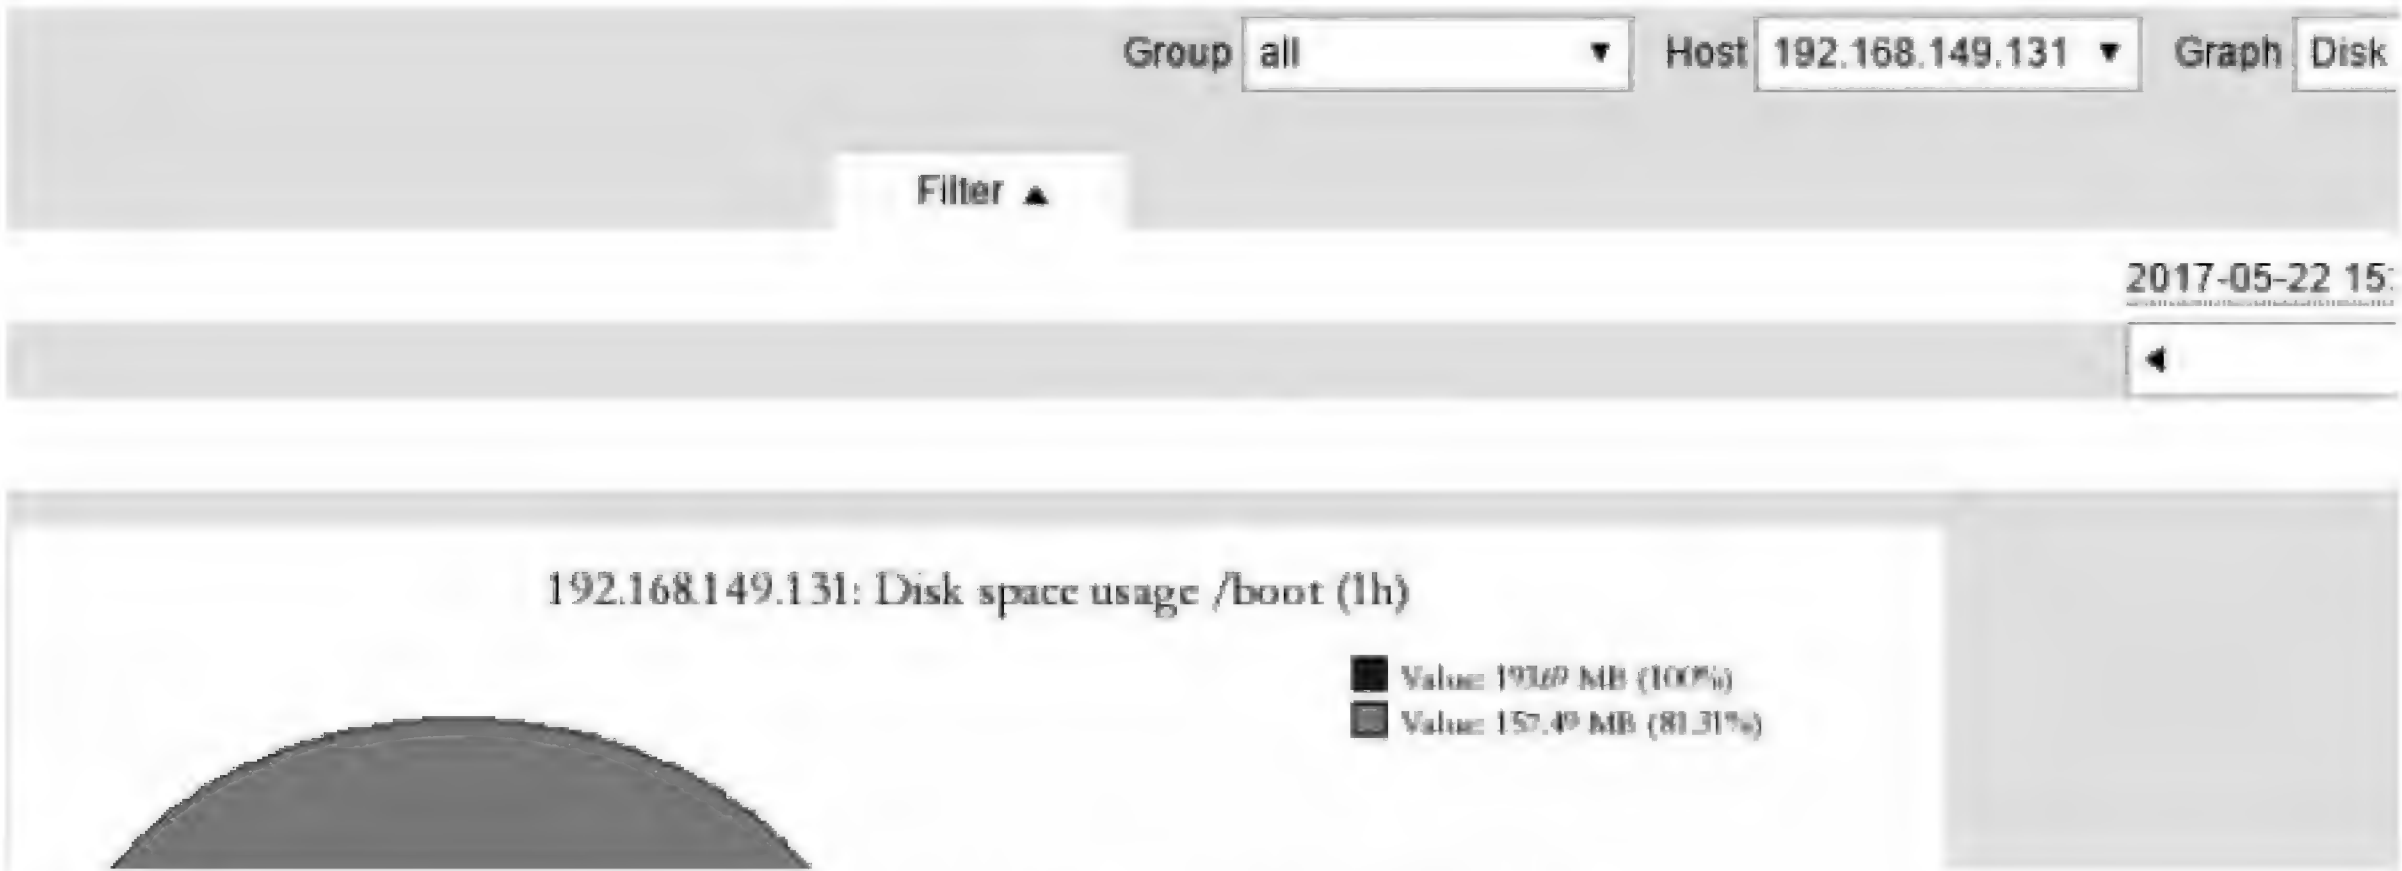 Group all ▼ Host 192.168.149.131 ▼ Graph Disk
Filter ▲
2017-05-22 15:
◀
192.168.149.131: Disk space usage /boot (1h)
Value: 193.69 MB (100%)
Value: 157.49 MB (81.31%)